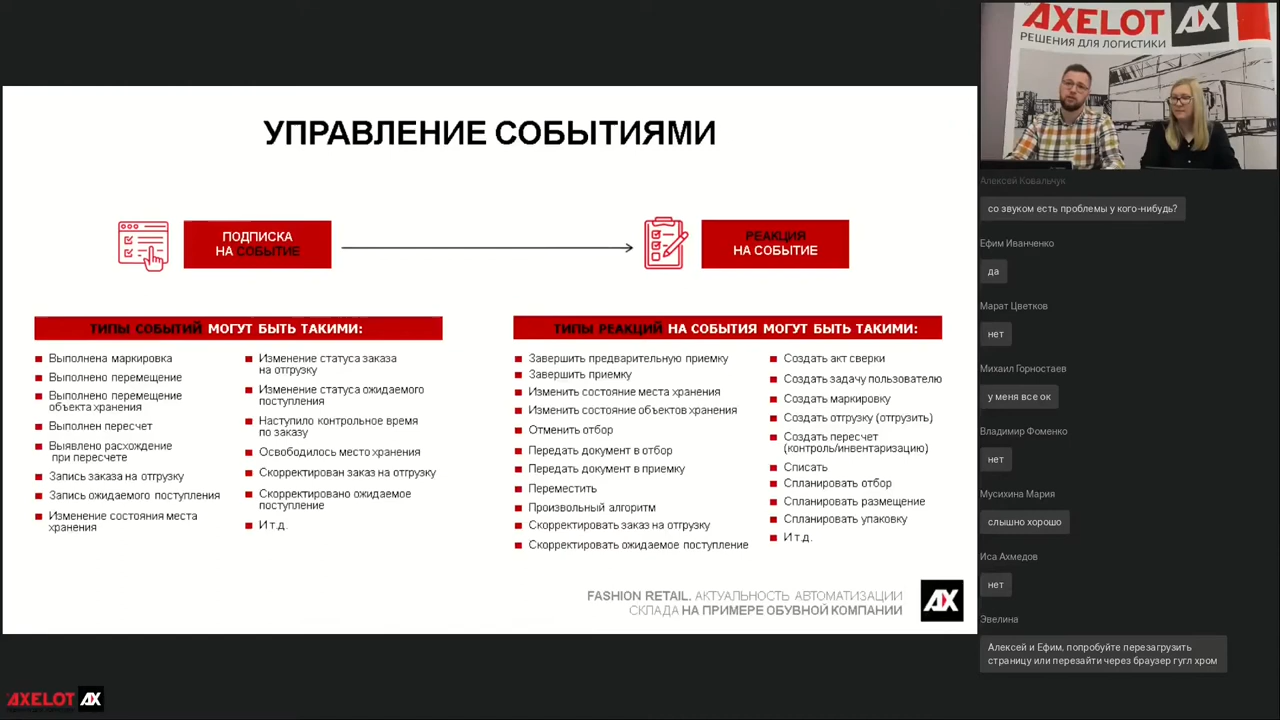 УПРАВЛЕНИЕ СОБЫТИЯМИ
ПОДПИСКА
НА СОБЫТИЕ
РЕАКЦИЯ
НА СОБЫТИЕ
ТИПЫ СОБЫТИЙ МОГУТ БЫТЬ ТАКИМИ:
Выполнена маркировка
Выполнено перемещение
Выполнено перемещение
объекта хранения
Выполнен пересчет
Выявлено расхождение
при пересчете
Запись заказа на отгрузку
Запись ожидаемого поступления
Изменение состояния места
хранения
Изменение статуса заказа
на отгрузку
Изменение статуса ожидаемого
поступления
Наступило контрольное время
по заказу
Освободилось место хранения
Скорректирован заказ на отгрузку
Скорректировано ожидаемое
поступление
И т.д.
ТИПЫ РЕАКЦИЙ НА СОБЫТИЯ МОГУТ БЫТЬ ТАКИМИ:
Завершить предварительную приемку
Завершить приемку
Изменить состояние места хранения
Изменить состояние объектов хранения
Отменить отбор
Передать документ в отбор
Передать документ в приемку
Переместить
Произвольный алгоритм
Скорректировать заказ на отгрузку
Скорректировать ожидаемое поступление
Создать акт сверки
Создать задачу пользователю
Создать маркировку
Создать отгрузку (отгрузить)
Создать пересчет
(контроль/инвентаризацию)
Списать
Спланировать отбор
Спланировать размещение
Спланировать упаковку
И т.д.
FASHION RETAIL. АКТУАЛЬНОСТЬ АВТОМАТИЗАЦИИ
СКЛАДА НА ПРИМЕРЕ ОБУВНОЙ КОМПАНИИ
AX
AXELOT AX
AXELOT AX
РЕШЕНИЯ ДЛЯ ЛОГИСТИКИ
Алексей Ковальчук
со звуком есть проблемы у кого-нибудь?
Ефим Иванченко
да
Марат Цветков
нет
Михаил Горностаев
у меня все ок
Владимир Фоменко
нет
Мусихина Мария
слышно хорошо
Иса Ахмедов
нет
Эвелина
Алексей и Ефим, попробуйте перезагрузить
страницу или перезайти через браузер гугл хром